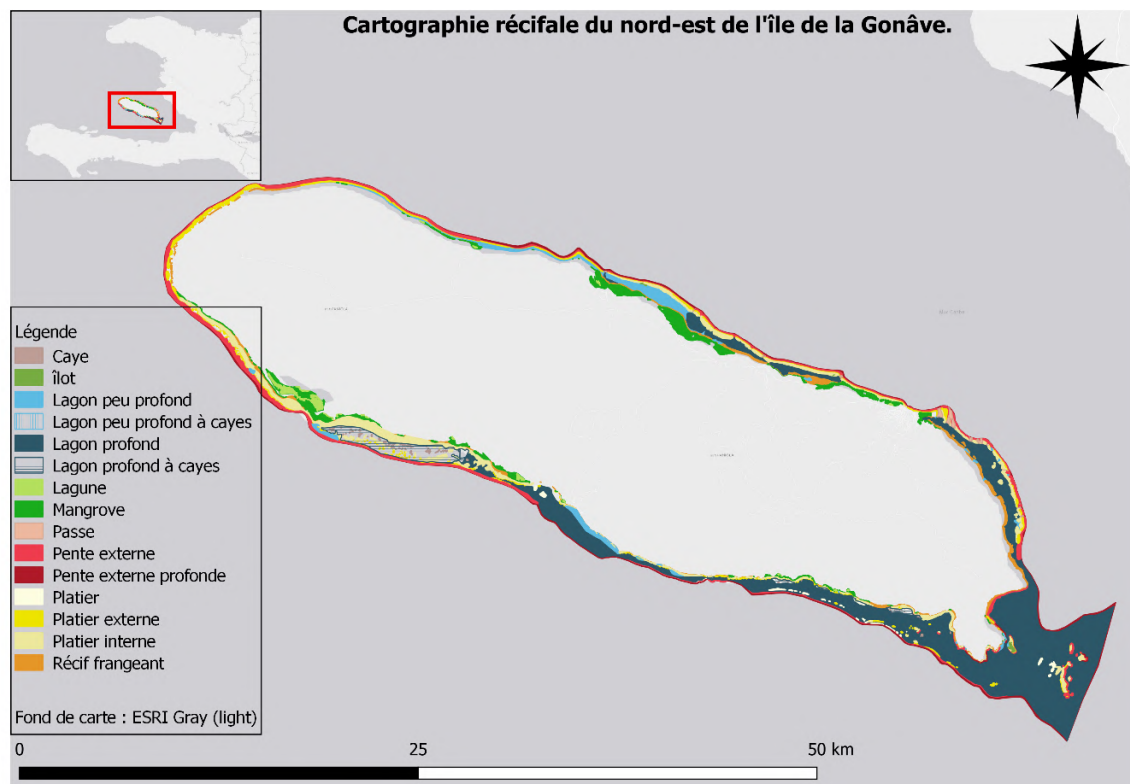 Cartographie récifale du nord-est de l'île de la Gonâve.
Légende
Caye
îlot
Lagon peu profond
Lagon peu profond à cayes
Lagon profond
Lagon profond à cayes
Lagune
Mangrove
Passe
Pente externe
Pente externe profonde
Platier
Platier externe
Platier interne
Récif frangeant
Fond de carte : ESRI Gray (light)
0 25 50 km